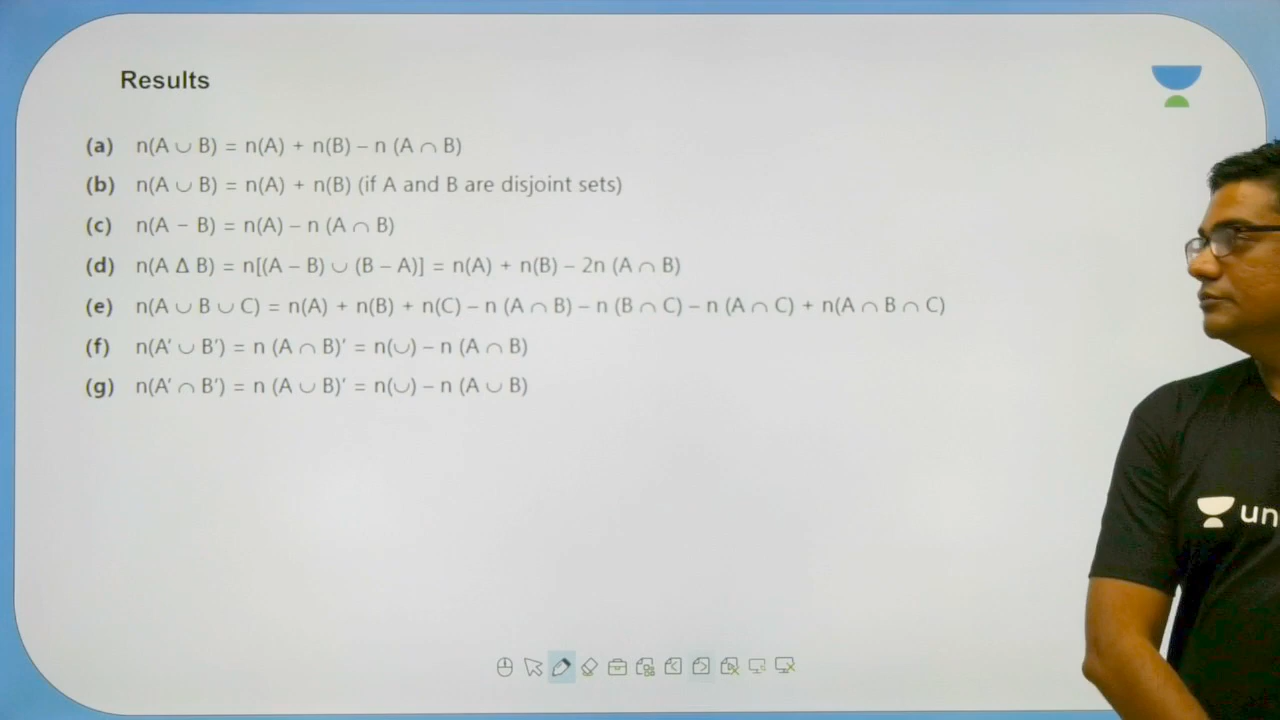 Results
(a) n(A ∪ B) = n(A) + n(B) – n (A ∩ B)
(b) n(A ∪ B) = n(A) + n(B) (if A and B are disjoint sets)
(c) n(A – B) = n(A) – n (A ∩ B)
(d) n(A Δ B) = n[(A – B) ∪ (B – A)] = n(A) + n(B) – 2n (A ∩ B)
(e) n(A ∪ B ∪ C) = n(A) + n(B) + n(C) – n (A ∩ B) – n (B ∩ C) – n (A ∩ C) + n(A ∩ B ∩ C)
(f) n(A′ ∪ B′) = n (A ∩ B)′ = n(∪) – n (A ∩ B)
(g) n(A′ ∩ B′) = n (A ∪ B)′ = n(∪) – n (A ∪ B)
un